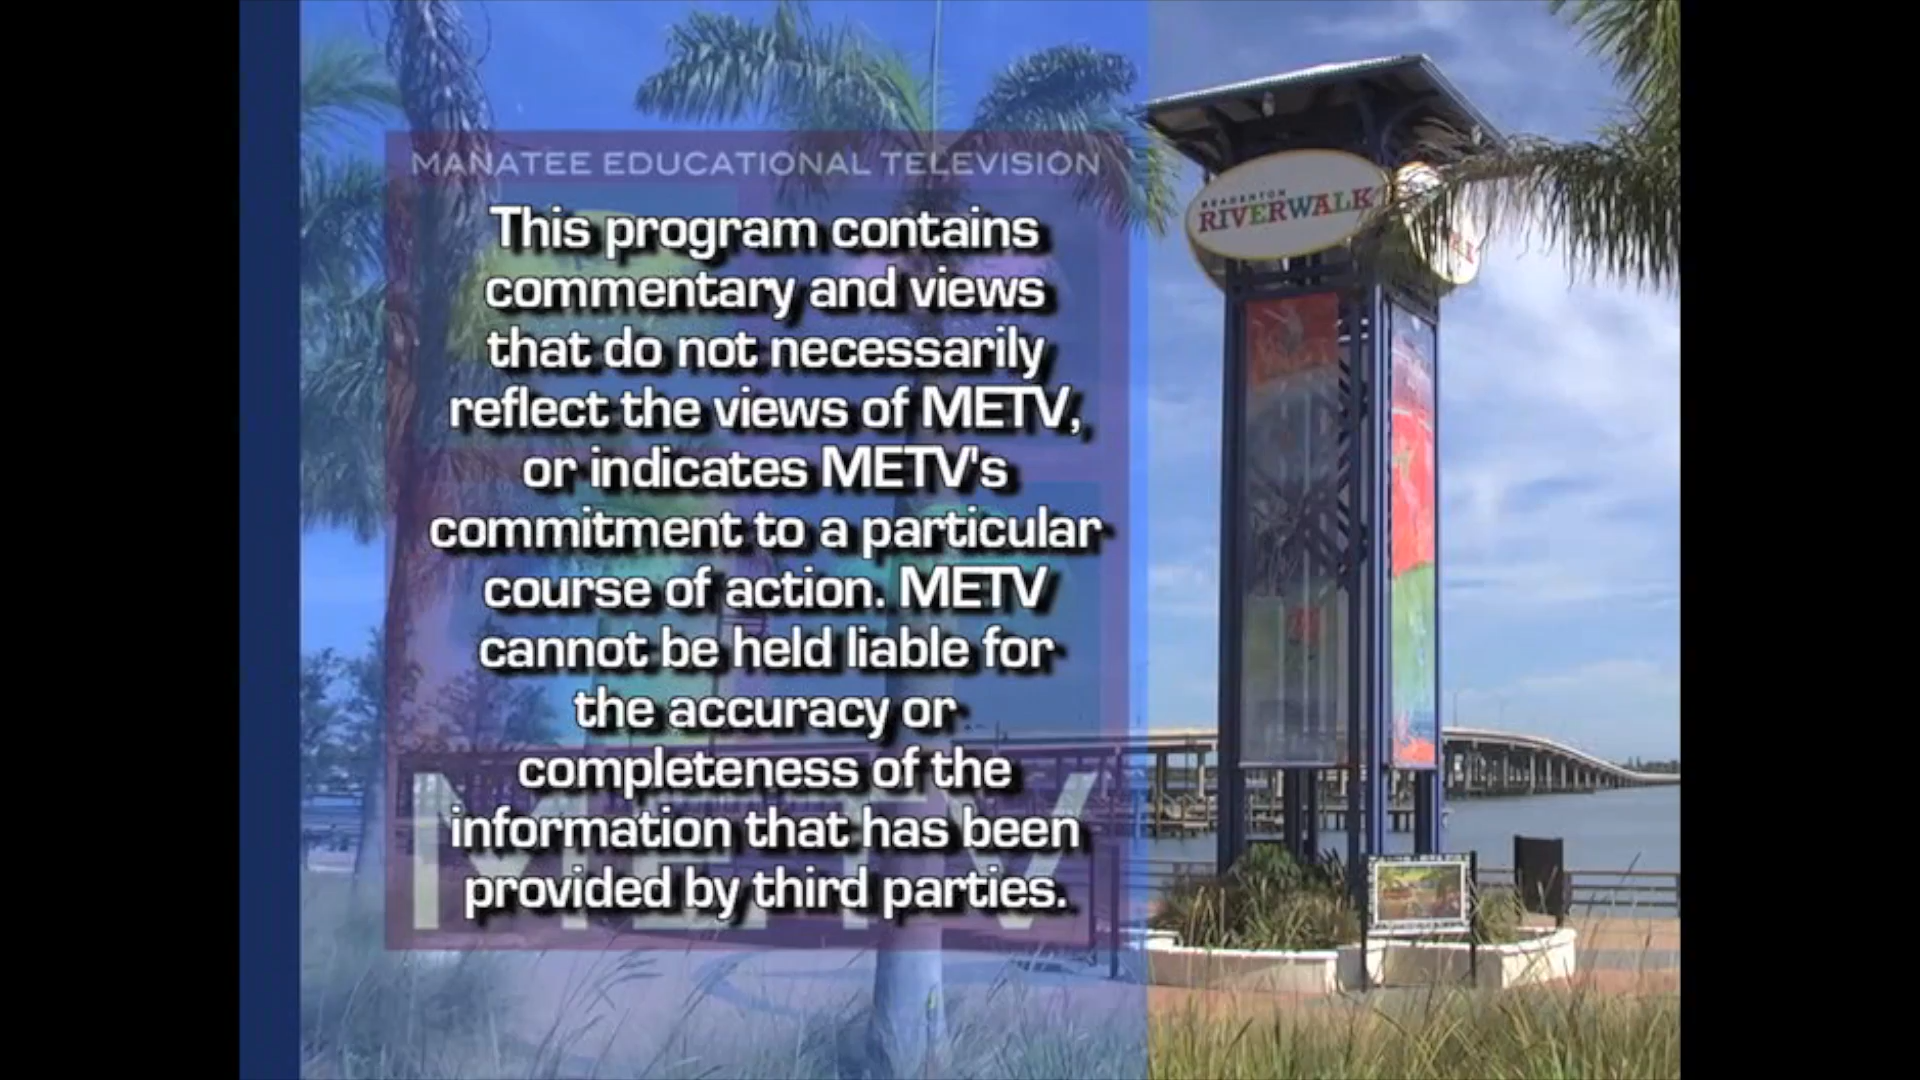 MANATEE EDUCATIONAL TELEVISION
This program contains
commentary and views
that do not necessarily
reflect the views of METV,
or indicates METV's
commitment to a particular
course of action. METV
cannot be held liable for
the accuracy or
completeness of the
information that has been
provided by third parties.
METV
BRADENTON
RIVERWALK